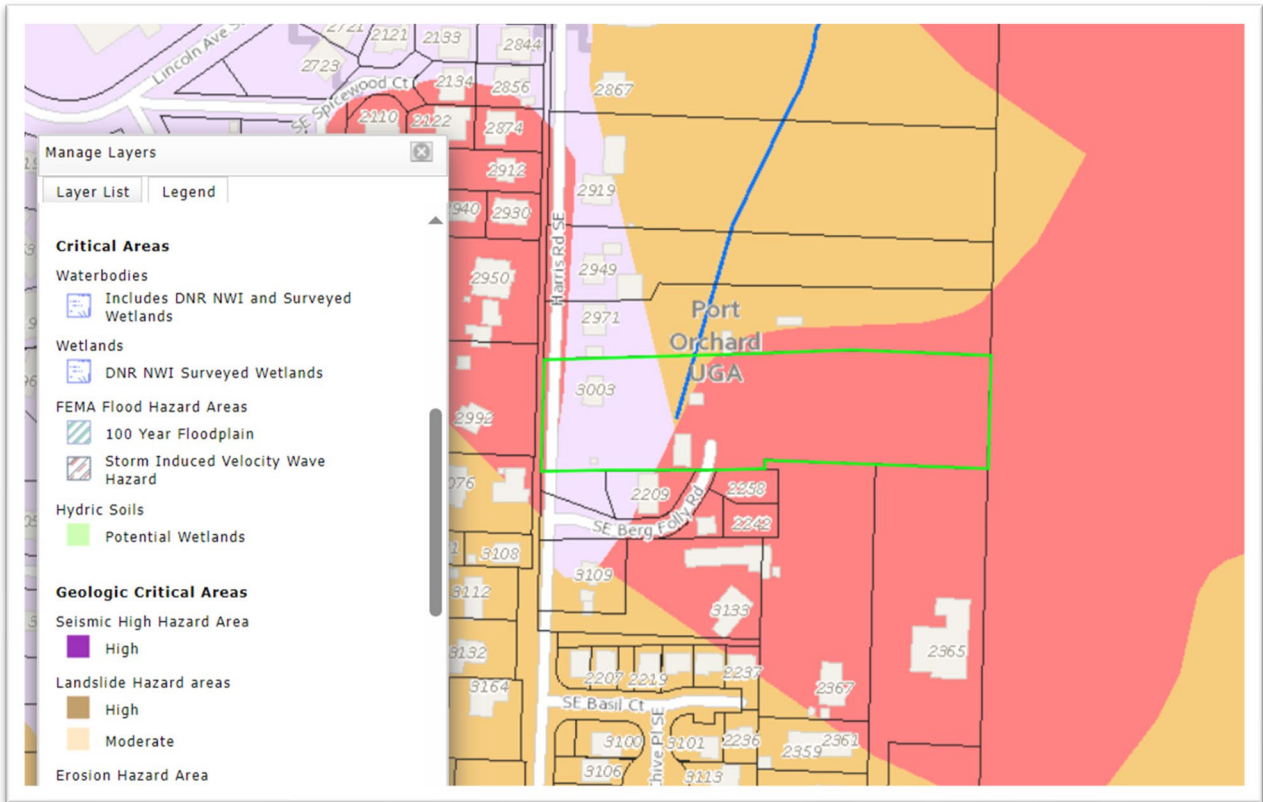 2721
2121
2133
2844
2723
Lincoln Ave S
2134
2856
2867
SE Spicewood Ct
2110
2122
2874
2912
2919
2940
2930
Harris Rd SE
2949
2950
2971
Port
Orchard
UGA
3003
2992
2209
2258
SE Berg Folly Rd
2242
3108
3109
3112
3133
3132
2207
2219
2237
2365
3164
2367
SE Basil Ct
3100
3101
2236
2359
2361
3106
3113
Manage Layers
Layer List
Legend
Critical Areas
Waterbodies
Includes DNR NWI and Surveyed
Wetlands
Wetlands
DNR NWI Surveyed Wetlands
FEMA Flood Hazard Areas
100 Year Floodplain
Storm Induced Velocity Wave
Hazard
Hydric Soils
Potential Wetlands
Geologic Critical Areas
Seismic High Hazard Area
High
Landslide Hazard areas
High
Moderate
Erosion Hazard Area